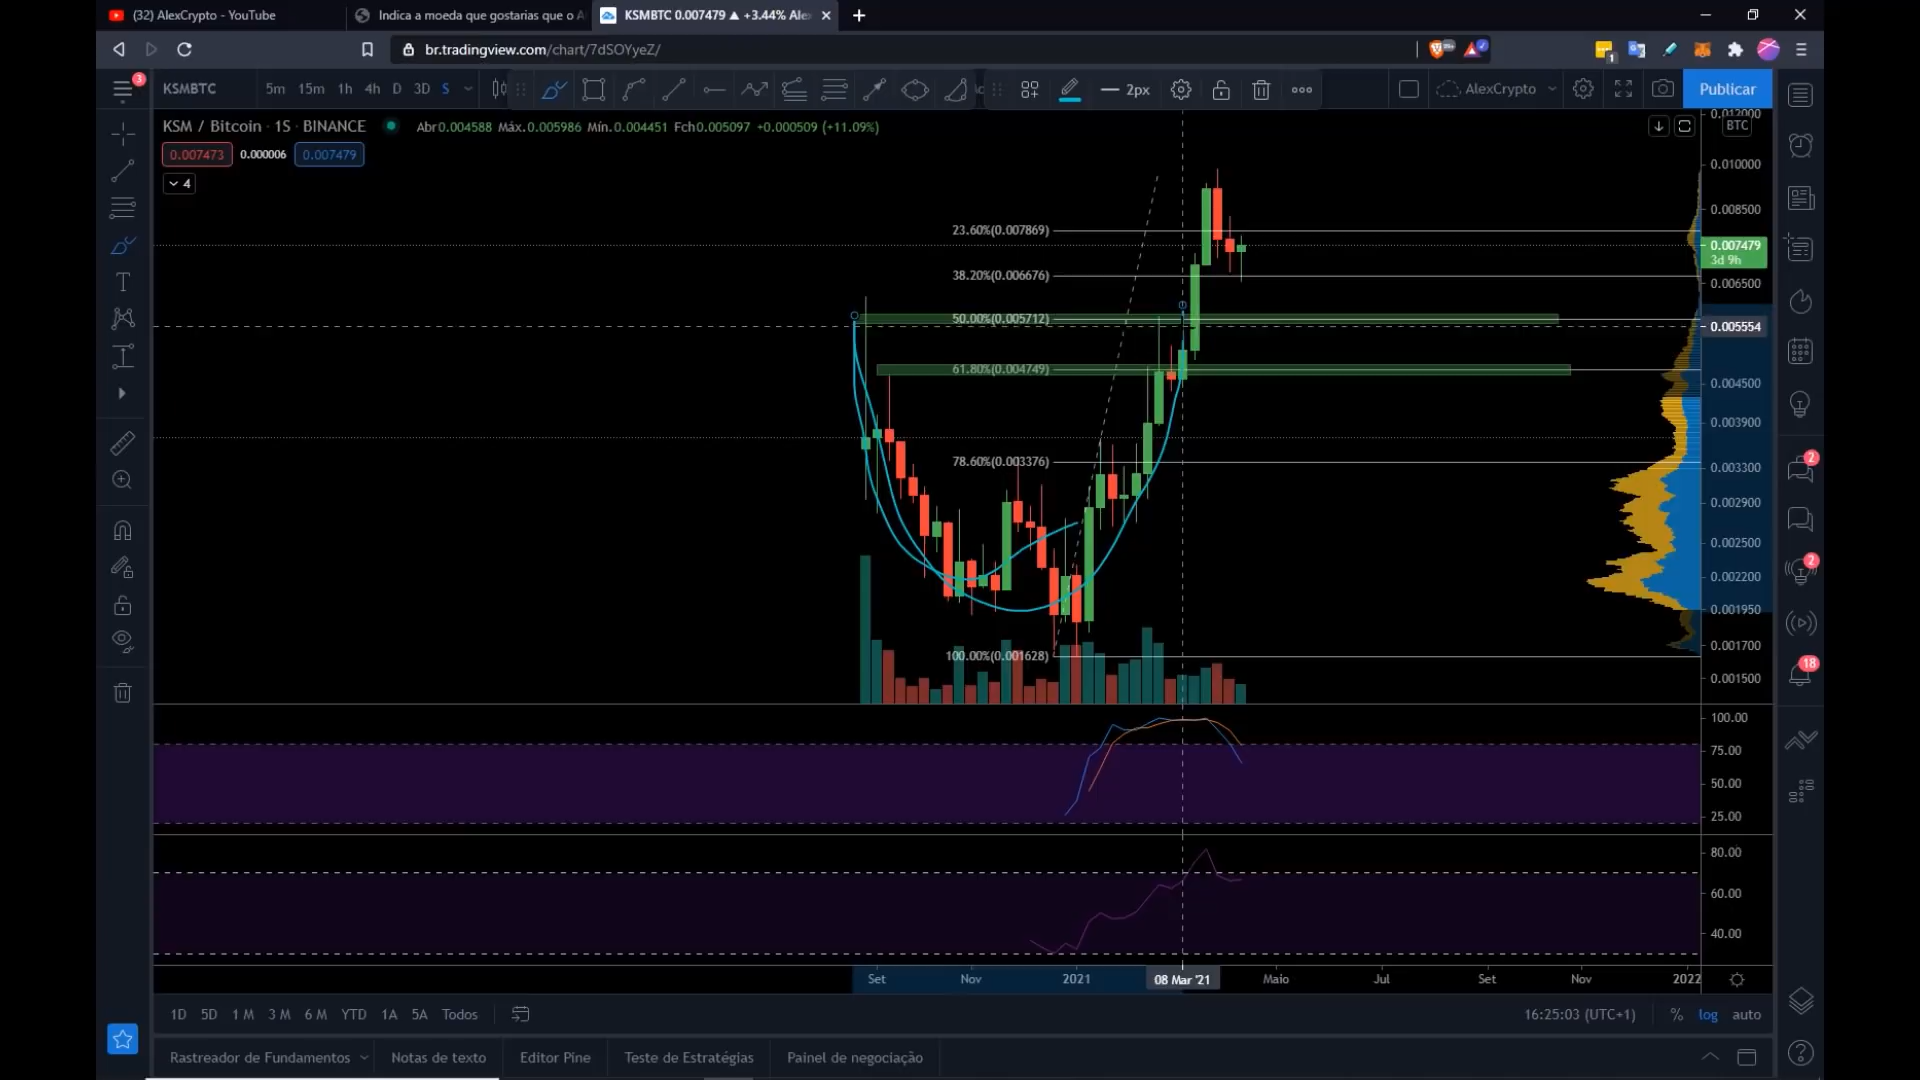 (32) AlexCrypto - YouTube
Indica a moeda que gostarias que o A
KSMBTC 0.007479 ▲ +3.44% Ale
br.tradingview.com/chart/7dSOYyeZ/
3
KSMBTC
5m 15m 1h 4h D 3D S
2px
AlexCrypto
Publicar
KSM / Bitcoin · 1S · BINANCE
Abr0.004588 Máx.0.005986 Mín.0.004451 Fch0.005097 +0.000509 (+11.09%)
0.007473 0.000006 0.007479
4
BTC
0.012000
0.010000
0.008500
0.007479
3d 9h
0.006500
0.005554
0.004500
0.003900
0.003300
0.002900
0.002500
0.002200
0.001950
0.001700
0.001500
23.60%(0.007869)
38.20%(0.006676)
50.00%(0.005712)
61.80%(0.004749)
78.60%(0.003376)
100.00%(0.001628)
100.00
75.00
50.00
25.00
80.00
60.00
40.00
2
2
18
Set Nov 2021 08 Mar '21 Maio Jul Set Nov 2022
1D 5D 1 M 3 M 6 M YTD 1A 5A Todos
16:25:03 (UTC+1) % log auto
Rastreador de Fundamentos Notas de texto Editor Pine Teste de Estratégias Painel de negociação